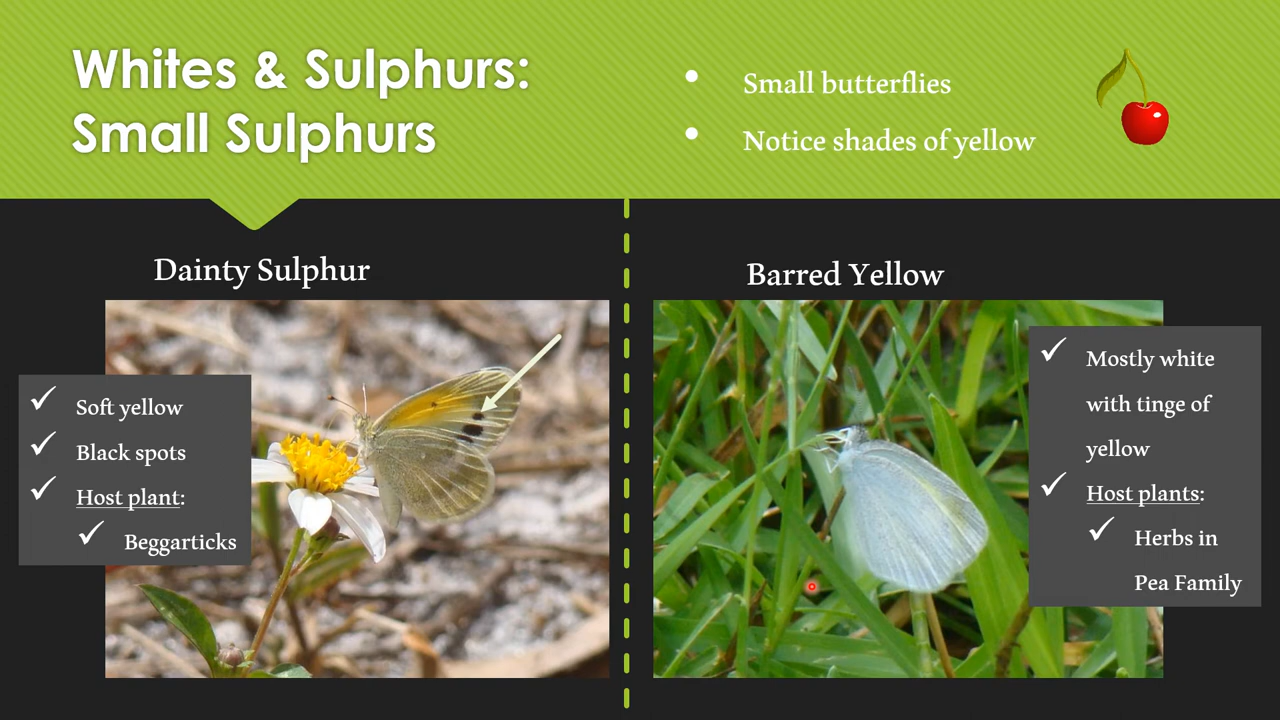 Whites & Sulphurs:
Small Sulphurs
• Small butterflies
• Notice shades of yellow
Dainty Sulphur
✓ Soft yellow
✓ Black spots
✓ Host plant:
✓ Beggarticks
Barred Yellow
✓ Mostly white
with tinge of
yellow
✓ Host plants:
✓ Herbs in
Pea Family